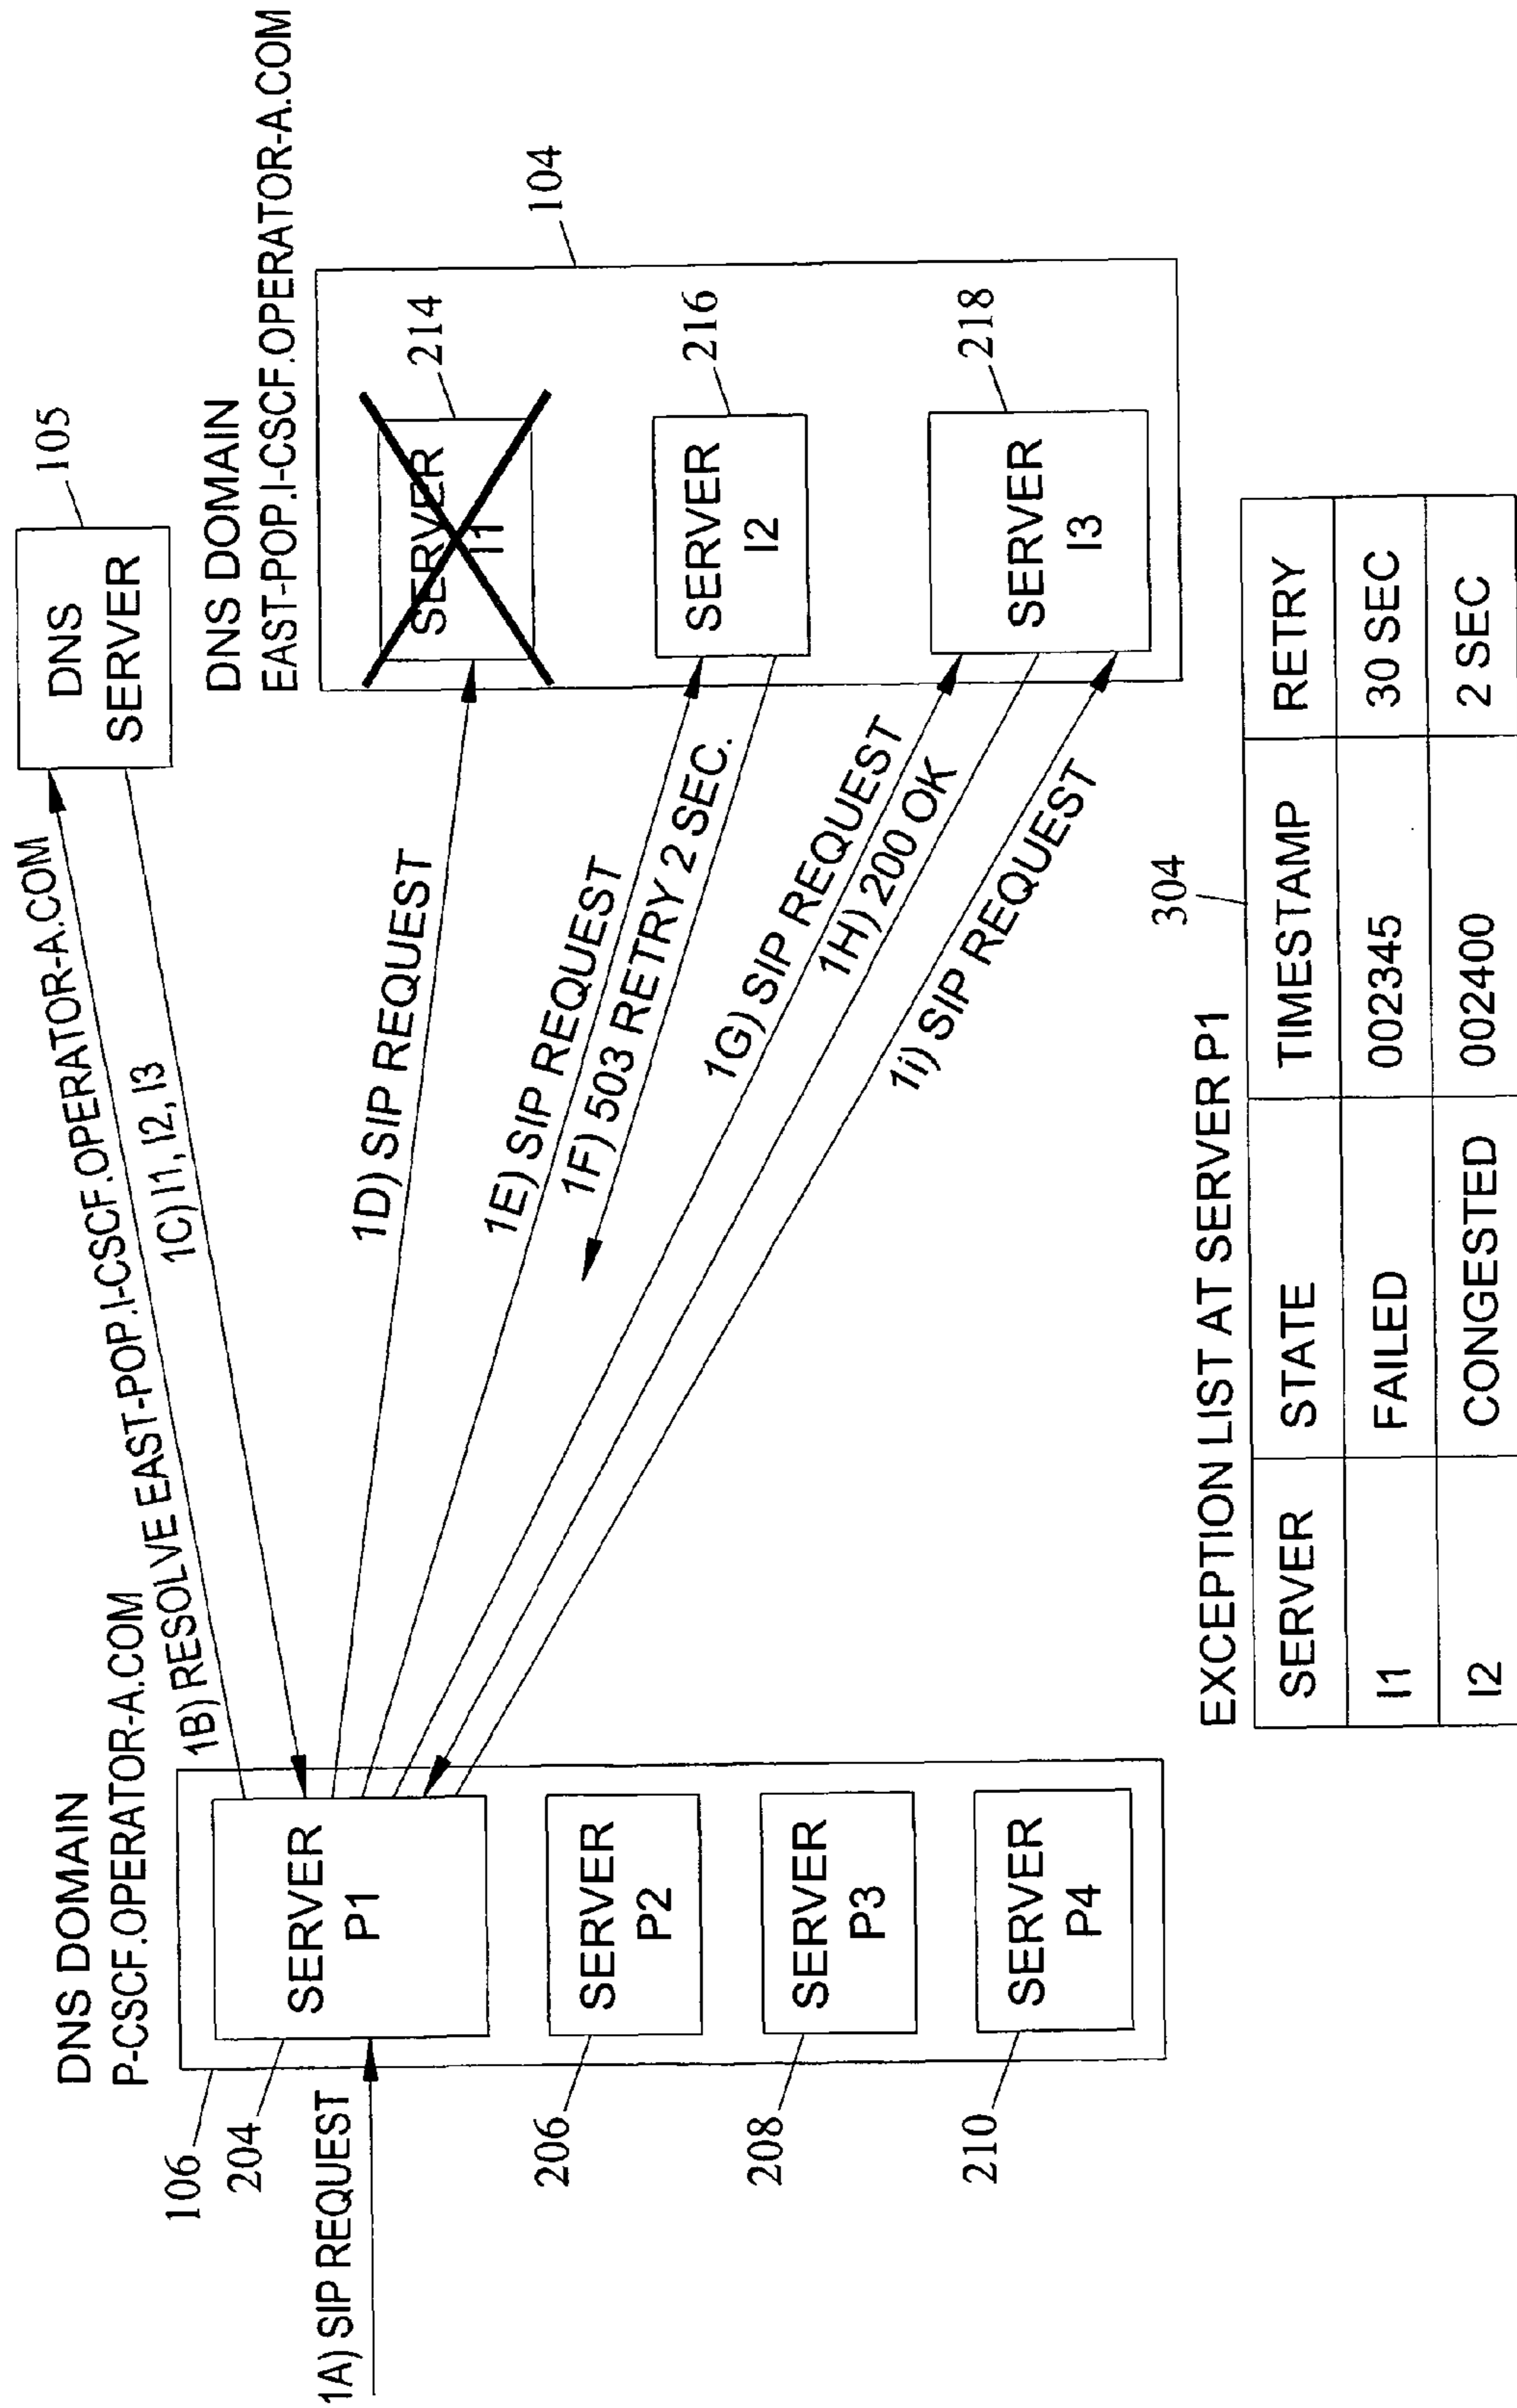 DNS DOMAIN
P-CSCF.OPERATOR-A.COM
106
204
1A) SIP REQUEST
SERVER
P1
206
SERVER
P2
208
SERVER
P3
210
SERVER
P4
1B) RESOLVE EAST-POP.I-CSCF.OPERATOR-A.COM
1C) I1, I2, I3
DNS
SERVER
105
1D) SIP REQUEST
1E) SIP REQUEST
1F) 503 RETRY 2 SEC.
1G) SIP REQUEST
1H) 200 OK
1i) SIP REQUEST
DNS DOMAIN
EAST-POP.I-CSCF.OPERATOR-A.COM
104
SERVER
I1
214
SERVER
I2
216
SERVER
I3
218
EXCEPTION LIST AT SERVER P1
304
SERVER STATE TIMESTAMP RETRY
I1 FAILED 002345 30 SEC
I2 CONGESTED 002400 2 SEC